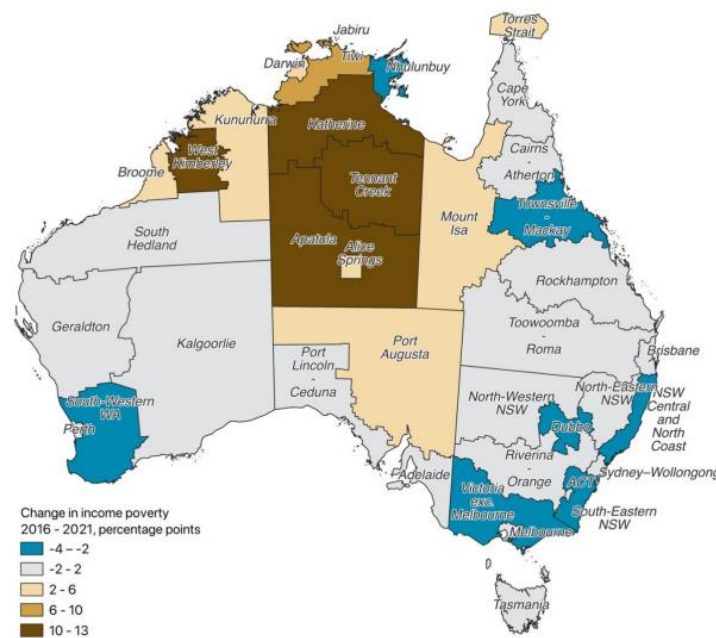 Torres
Strait
Jabiru
Tiwi
Darwin
Nhulunbuy
Cape
York
Kununurra
Katherine
West
Kimberley
Cairns
-
Atherton
Broome
Tennant
Creek
Townsville
-
Mackay
South
Hedland
Apatula
Alice
Springs
Mount
Isa
Rockhampton
Geraldton
Kalgoorlie
Port
Augusta
Toowoomba
-
Roma
Brisbane
Port
Lincoln
-
Ceduna
North-Western
NSW
North-Eastern
NSW
NSW
Central
and
North
Coast
South-Western
WA
Perth
Dubbo
Riverina
-
Orange
Adelaide
Sydney–Wollongong
ACT
Victoria
exc.
Melbourne
South-Eastern
NSW
Melbourne
Tasmania
Change in income poverty
2016 - 2021, percentage points
-4 – -2
-2 - 2
2 - 6
6 - 10
10 - 13